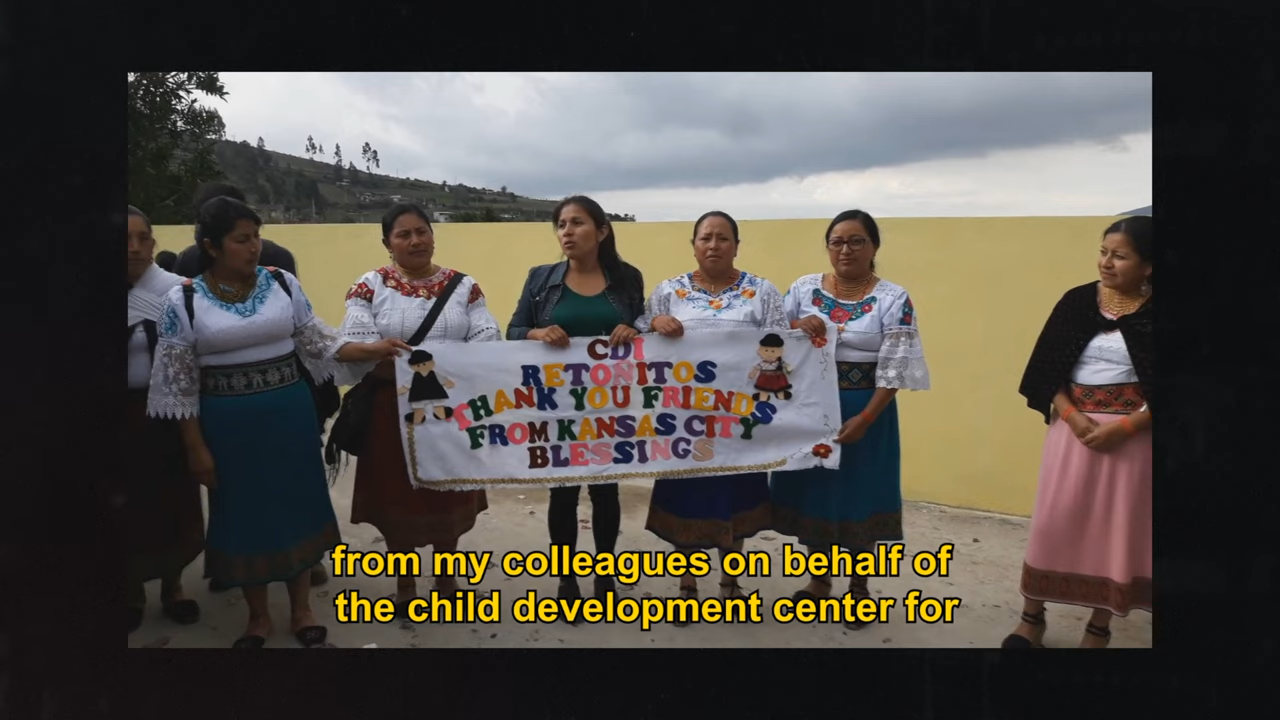 CDI
RETOÑITOS
THANK YOU FRIENDS
FROM KANSAS CITY
BLESSINGS
from my colleagues on behalf of
the child development center for